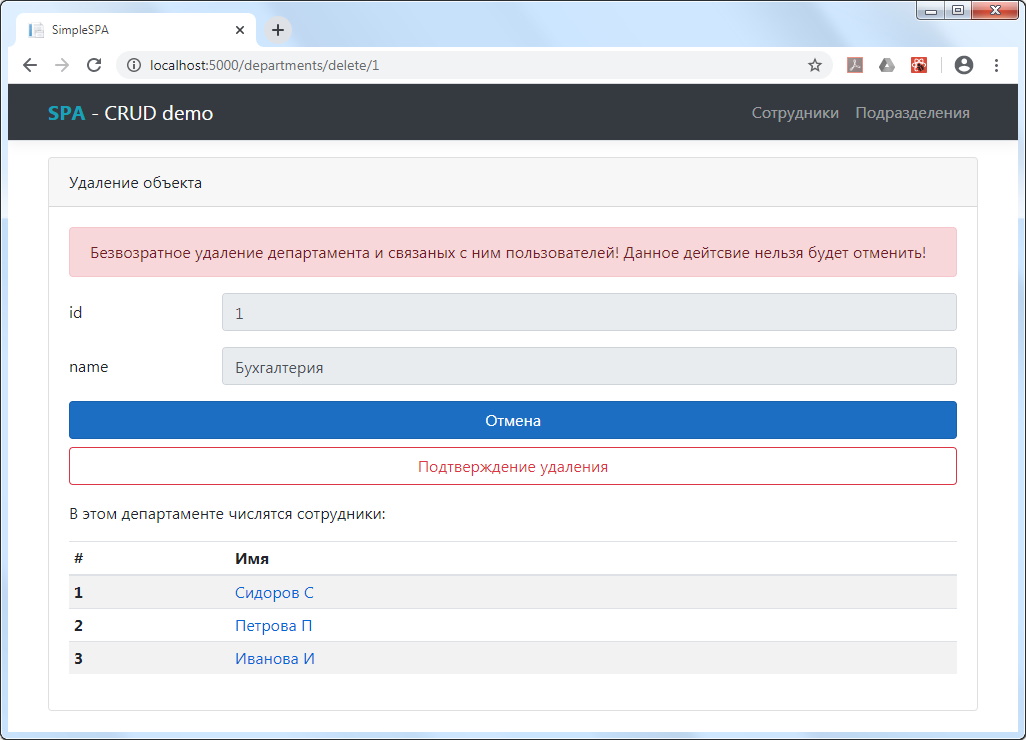 SimpleSPA
localhost:5000/departments/delete/1
SPA - CRUD demo
Сотрудники Подразделения
Удаление объекта
Безвозратное удаление департамента и связаных с ним пользователей! Данное дейтсвие нельзя будет отменить!
id 1
name Бухгалтерия
Отмена
Подтверждение удаления
В этом департаменте числятся сотрудники:
# Имя
1 Сидоров С
2 Петрова П
3 Иванова И